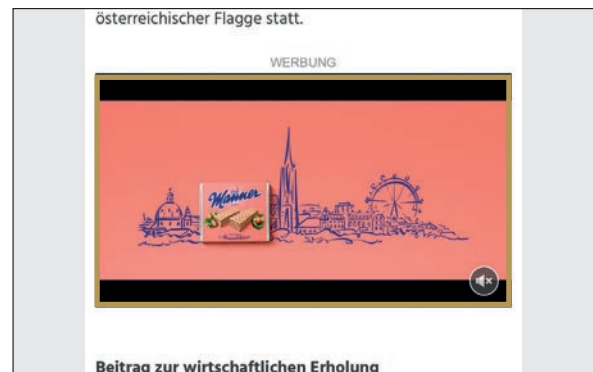 österreichischer Flagge statt.
WERBUNG
Manner
Beitrag zur wirtschaftlichen Erholung